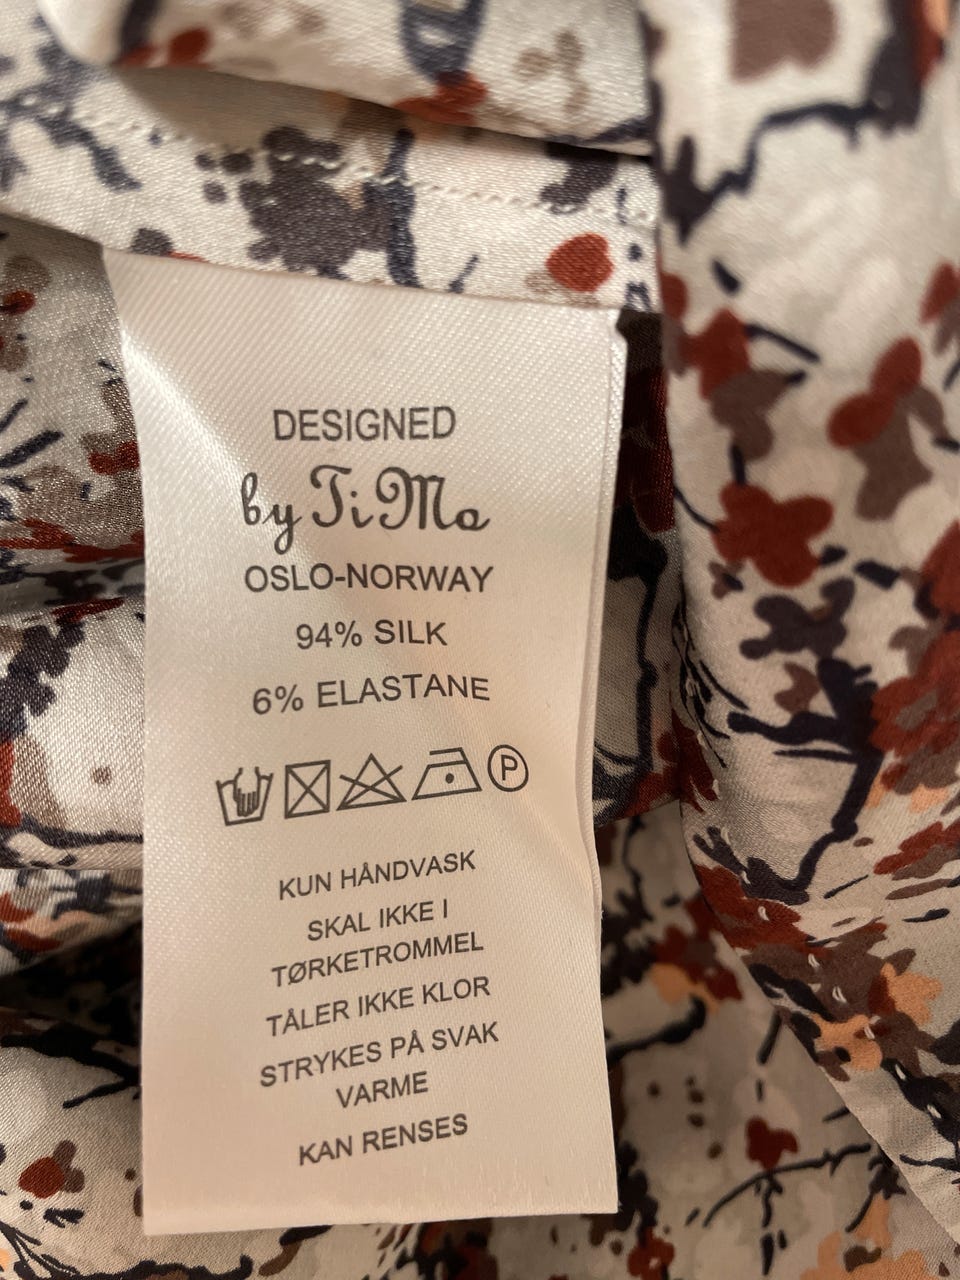 DESIGNED
by TiMo
OSLO-NORWAY
94% SILK
6% ELASTANE
P
KUN HÅNDVASK
SKAL IKKE I
TØRKETROMMEL
TÅLER IKKE KLOR
STRYKES PÅ SVAK
VARME
KAN RENSES